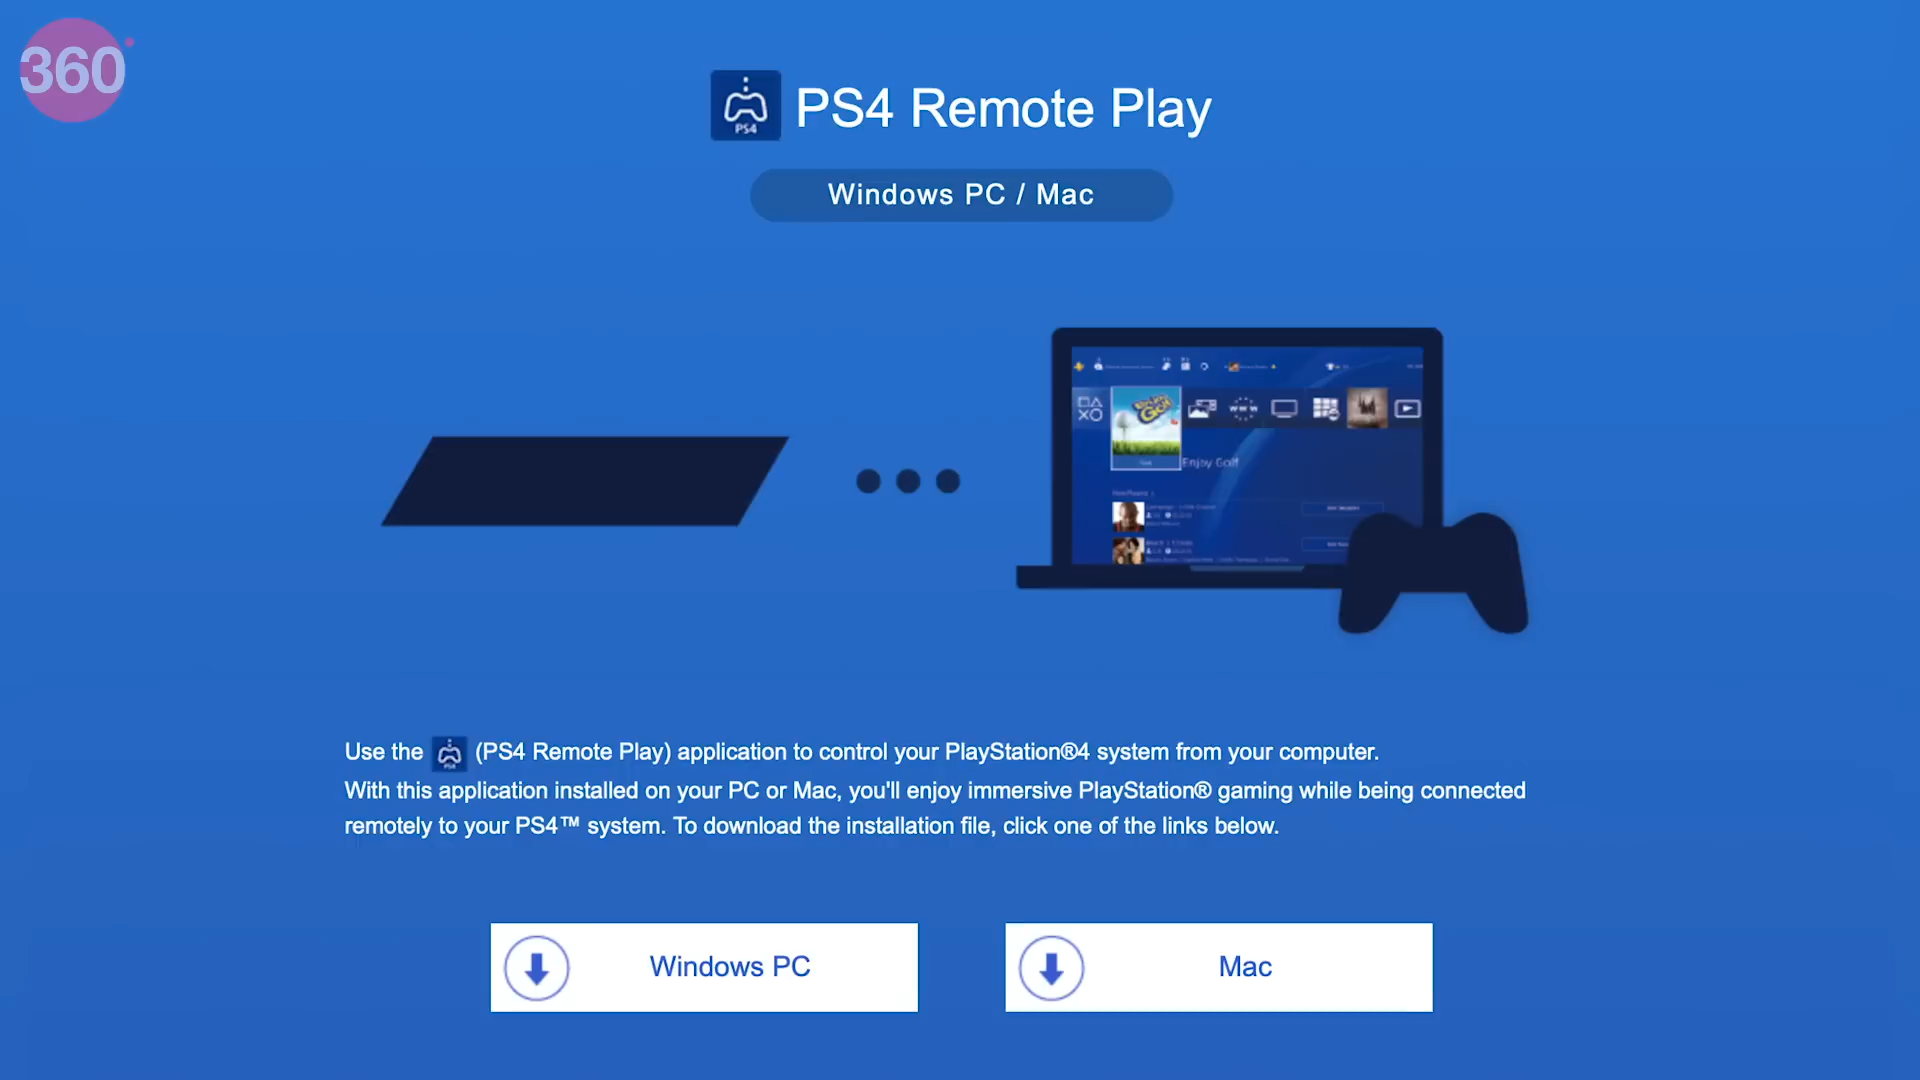 360
PS4
PS4 Remote Play
Windows PC / Mac
Enjoy Golf
Use the (PS4 Remote Play) application to control your PlayStation®4 system from your computer.
With this application installed on your PC or Mac, you'll enjoy immersive PlayStation® gaming while being connected
remotely to your PS4™ system. To download the installation file, click one of the links below.
Windows PC
Mac